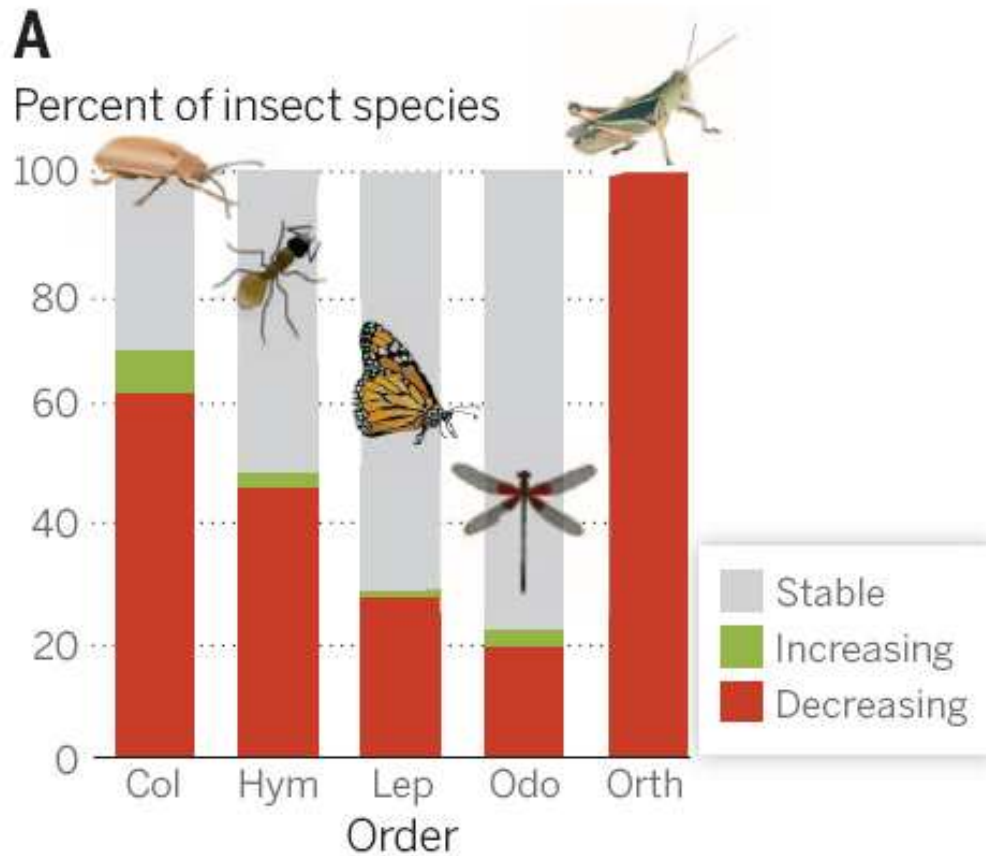 A
Percent of insect species
100
80
60
40
20
0
Col Hym Lep Odo Orth
Order
Stable
Increasing
Decreasing